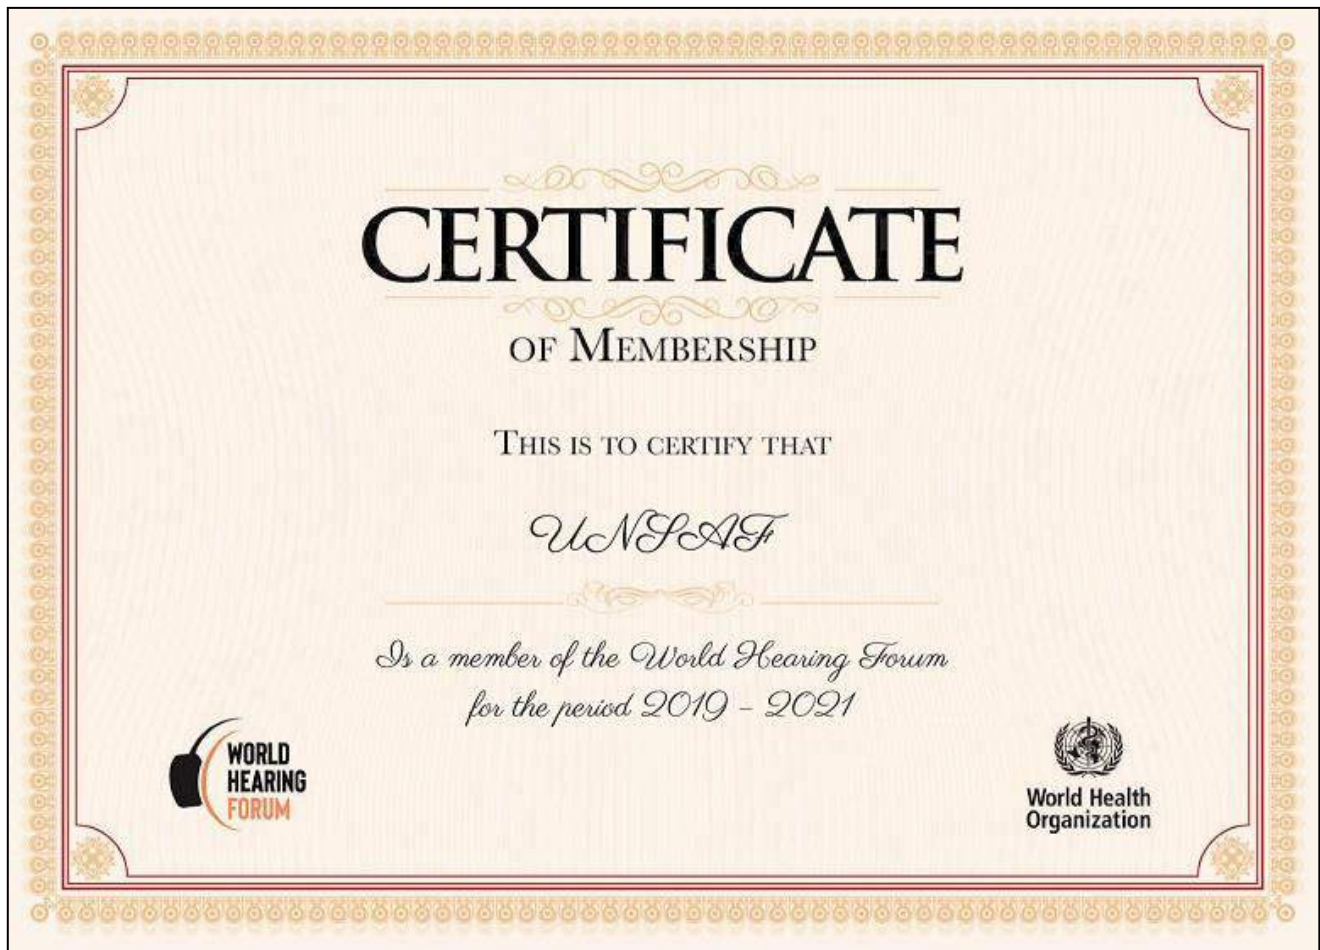 CERTIFICATE
OF MEMBERSHIP
THIS IS TO CERTIFY THAT
UNSAF
Is a member of the World Hearing Forum
for the period 2019 – 2021
WORLD
HEARING
FORUM
World Health
Organization